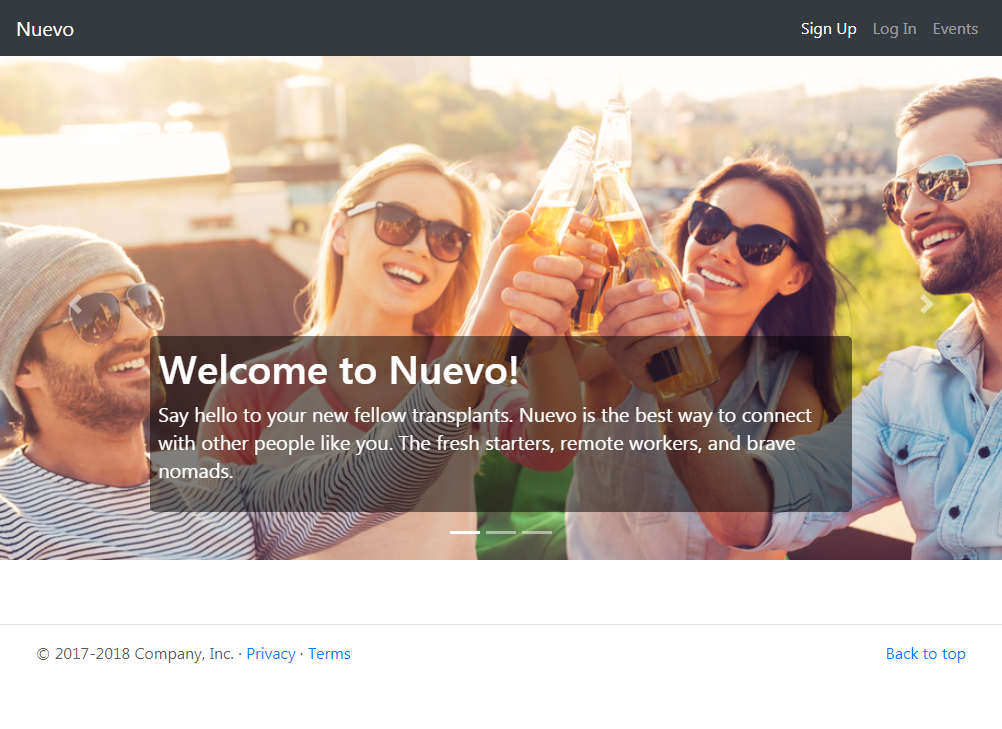 Nuevo
Sign Up Log In Events
Welcome to Nuevo!
Say hello to your new fellow transplants. Nuevo is the best way to connect
with other people like you. The fresh starters, remote workers, and brave
nomads.
© 2017-2018 Company, Inc. · Privacy · Terms
Back to top